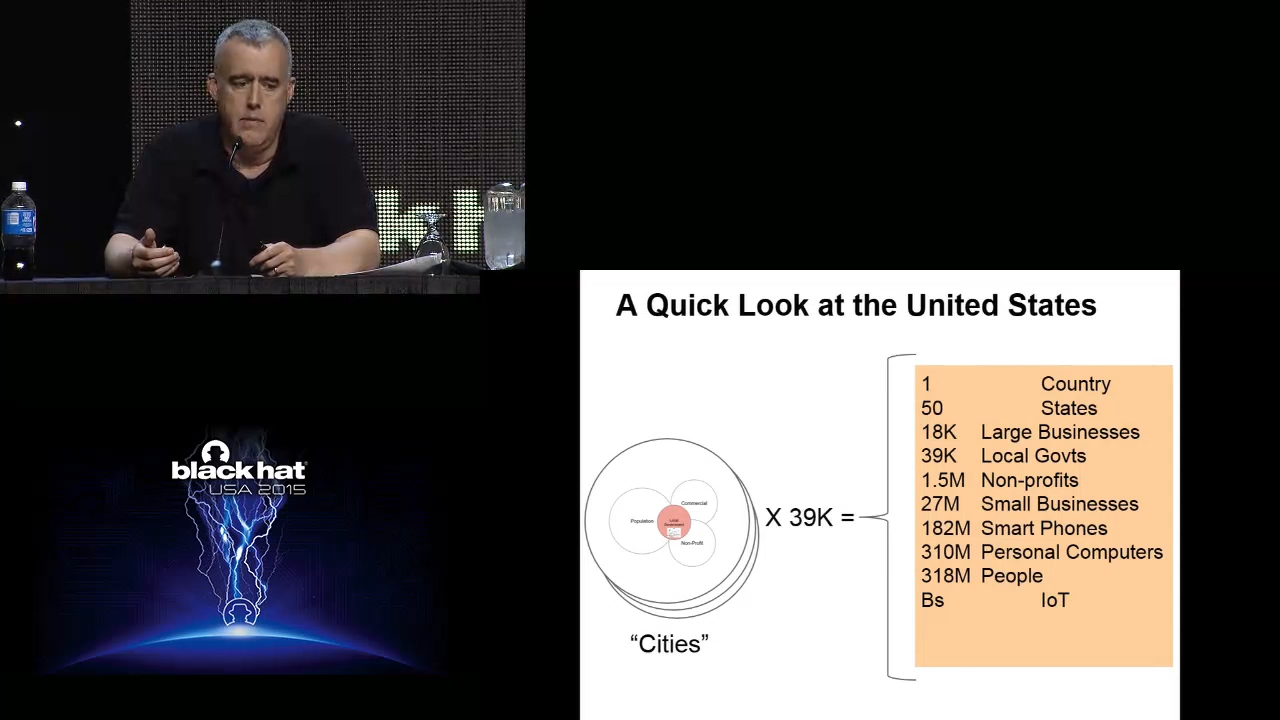 kh
black hat
USA 2015
A Quick Look at the United States
1 Country
50 States
18K Large Businesses
39K Local Govts
1.5M Non-profits
27M Small Businesses
182M Smart Phones
310M Personal Computers
318M People
Bs IoT
Commercial
Population
Local
Government
Non-Profit
X 39K =
“Cities”